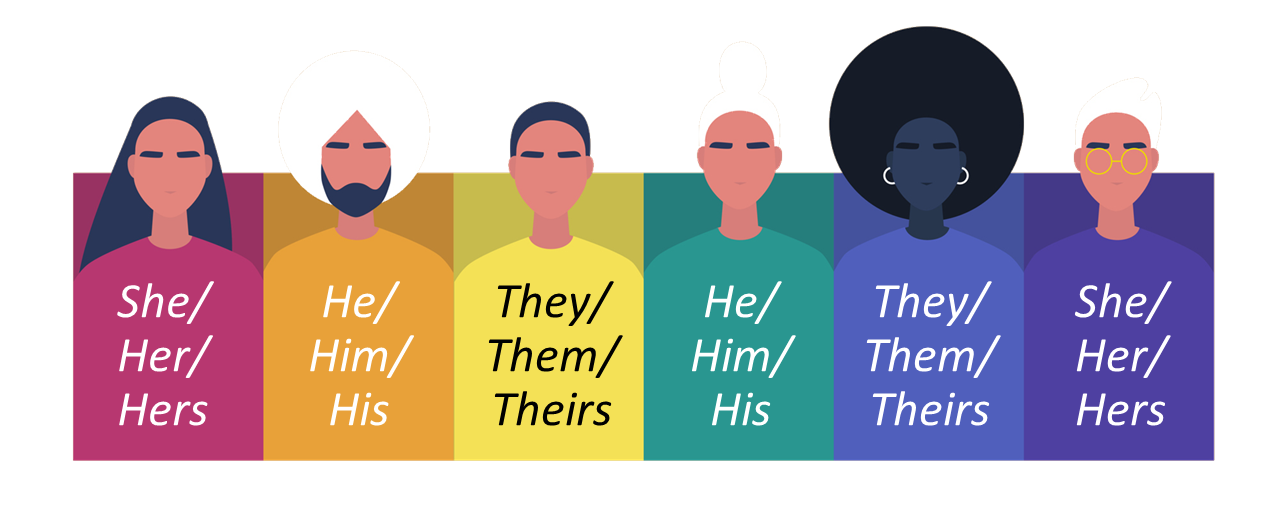 She/
Her/
Hers
He/
Him/
His
They/
Them/
Theirs
He/
Him/
His
They/
Them/
Theirs
She/
Her/
Hers